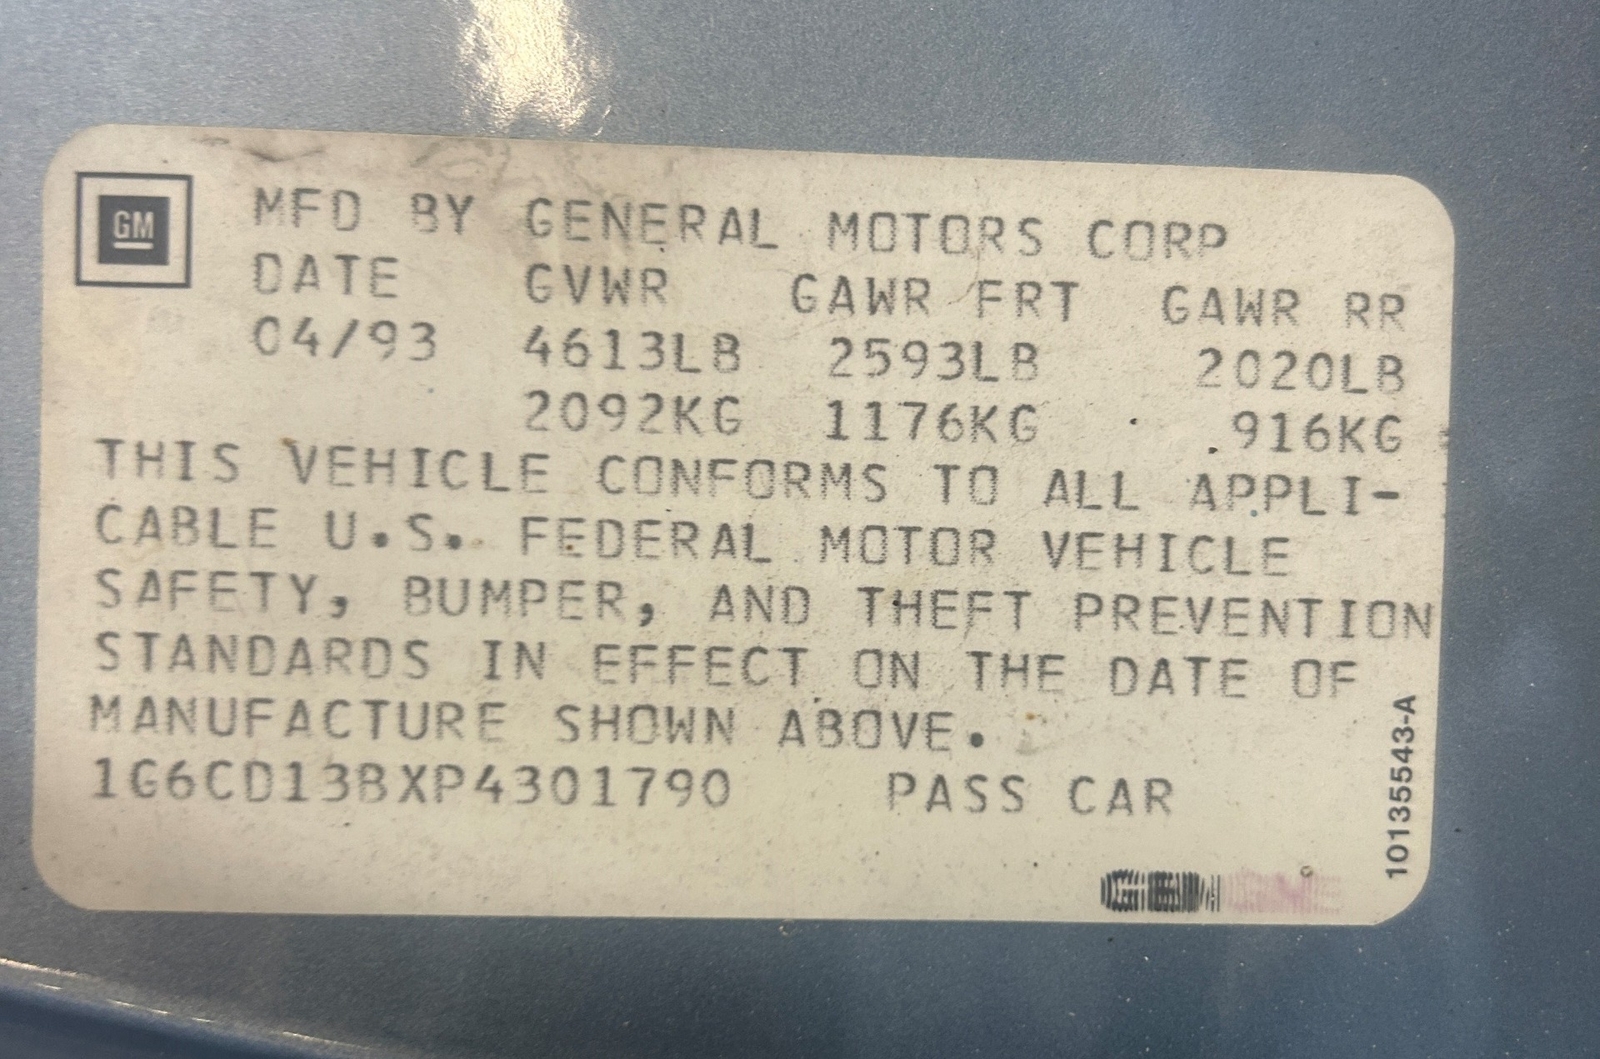 GM
MFD BY GENERAL MOTORS CORP
DATE GVWR GAWR FRT GAWR RR
04/93 4613LB 2593LB 2020LB
2092KG 1176KG 916KG
THIS VEHICLE CONFORMS TO ALL APPLI-
CABLE U.S. FEDERAL MOTOR VEHICLE
SAFETY, BUMPER, AND THEFT PREVENTION
STANDARDS IN EFFECT ON THE DATE OF
MANUFACTURE SHOWN ABOVE.
1G6CD13BXP4301790 PASS CAR
10135543-A